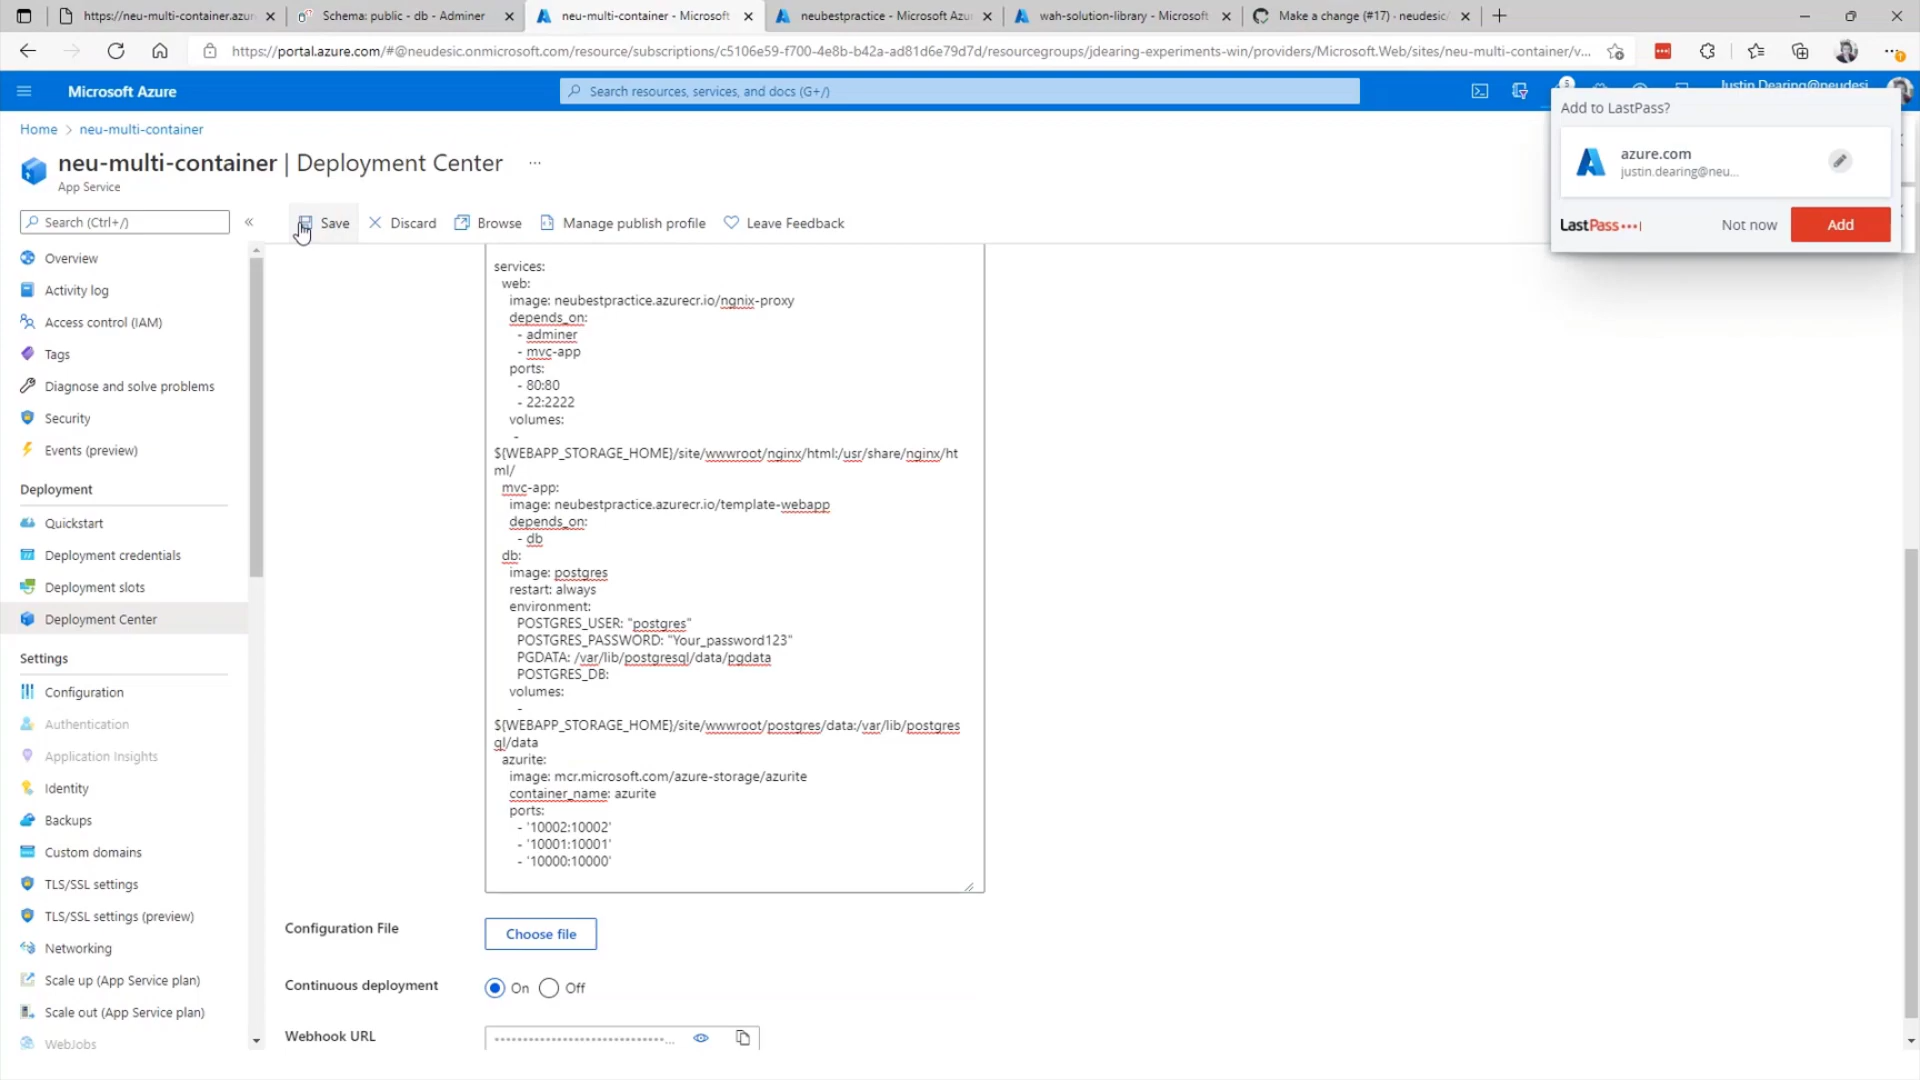 https://neu-multi-container.azur
Schema: public - db - Adminer
neu-multi-container - Microsoft
neubestpractice - Microsoft Azu
wah-solution-library - Microsoft
Make a change (#17) · neudesic/
https://portal.azure.com/#@neudesic.onmicrosoft.com/resource/subscriptions/c5106e59-f700-4e8b-b42a-ad81d6e79d7d/resourcegroups/jdearing-experiments-win/providers/Microsoft.Web/sites/neu-multi-container/v...
Microsoft Azure
Search resources, services, and docs (G+/)
5
Justin.Dearing@neudesi
Home > neu-multi-container
neu-multi-container | Deployment Center ...
App Service
Add to LastPass?
azure.com
justin.dearing@neu...
LastPass
Not now
Add
Search (Ctrl+/)
«
Save
Discard
Browse
Manage publish profile
Leave Feedback
Overview
Activity log
Access control (IAM)
Tags
Diagnose and solve problems
Security
Events (preview)
Deployment
Quickstart
Deployment credentials
Deployment slots
Deployment Center
Settings
Configuration
Authentication
Application Insights
Identity
Backups
Custom domains
TLS/SSL settings
TLS/SSL settings (preview)
Networking
Scale up (App Service plan)
Scale out (App Service plan)
WebJobs
services:
web:
image: neubestpractice.azurecr.io/ngnix-proxy
depends_on:
- adminer
- mvc-app
ports:
- 80:80
- 22:2222
volumes:
-
${WEBAPP_STORAGE_HOME}/site/wwwroot/nginx/html:/usr/share/nginx/ht
ml/
mvc-app:
image: neubestpractice.azurecr.io/template-webapp
depends_on:
- db
db:
image: postgres
restart: always
environment:
POSTGRES_USER: "postgres"
POSTGRES_PASSWORD: "Your_password123"
PGDATA: /var/lib/postgresql/data/pgdata
POSTGRES_DB:
volumes:
-
${WEBAPP_STORAGE_HOME}/site/wwwroot/postgres/data:/var/lib/postgres
ql/data
azurite:
image: mcr.microsoft.com/azure-storage/azurite
container_name: azurite
ports:
- '10002:10002'
- '10001:10001'
- '10000:10000'
Configuration File
Choose file
Continuous deployment
On
Off
Webhook URL